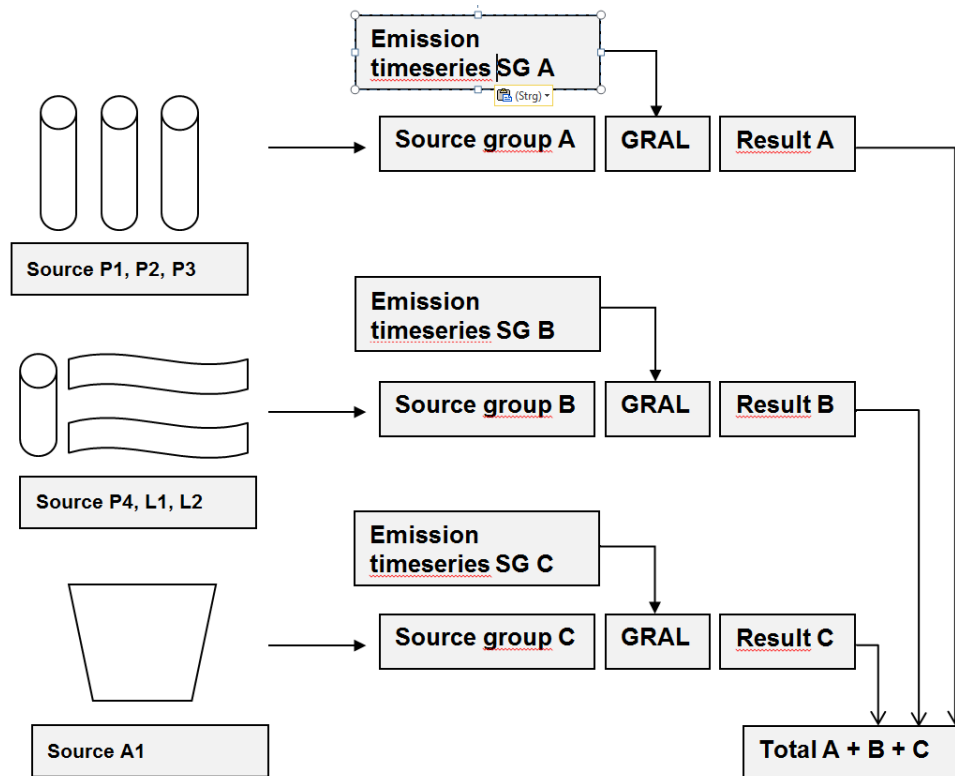 Emission
timeseries SG A
(Strg)
Source group A
GRAL
Result A
Source P1, P2, P3
Emission
timeseries SG B
Source group B
GRAL
Result B
Source P4, L1, L2
Emission
timeseries SG C
Source group C
GRAL
Result C
Source A1
Total A + B + C